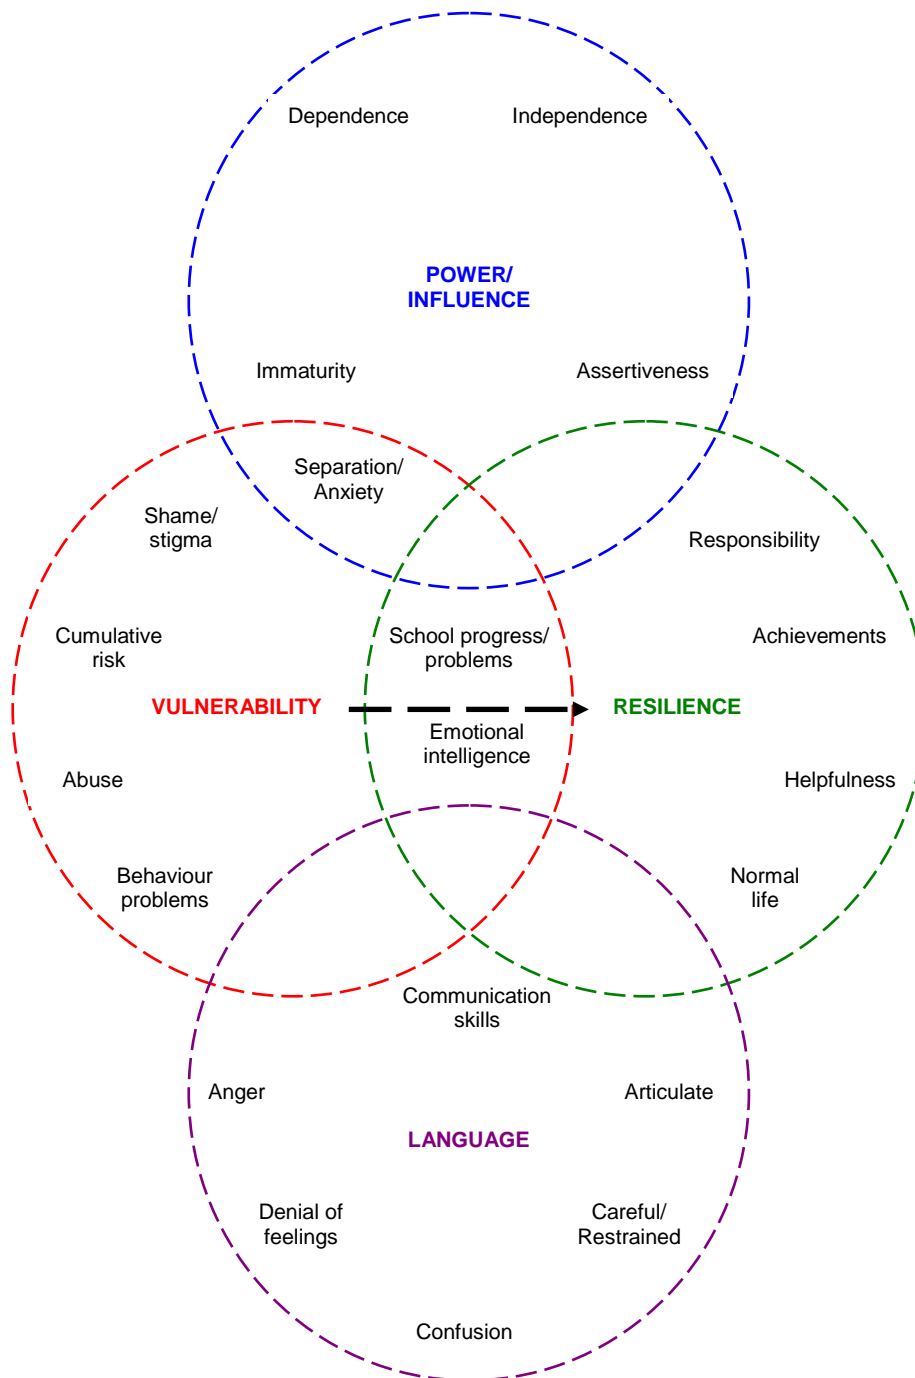 Dependence
Independence
POWER/
INFLUENCE
Immaturity
Assertiveness
Separation/
Anxiety
Shame/
stigma
Responsibility
Cumulative
risk
School progress/
problems
Achievements
VULNERABILITY
RESILIENCE
Emotional
intelligence
Abuse
Helpfulness
Behaviour
problems
Normal
life
Communication
skills
Anger
Articulate
LANGUAGE
Denial of
feelings
Careful/
Restrained
Confusion